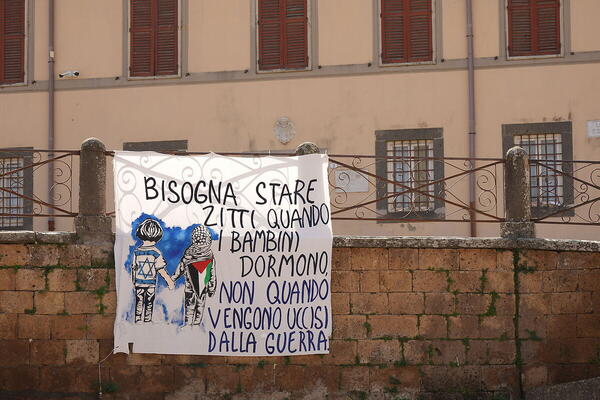 BISOGNA STARE
ZITTI QUANDO
I BAMBINI
DORMONO,
NON QUANDO
VENGONO UCCISI
DALLA GUERRA